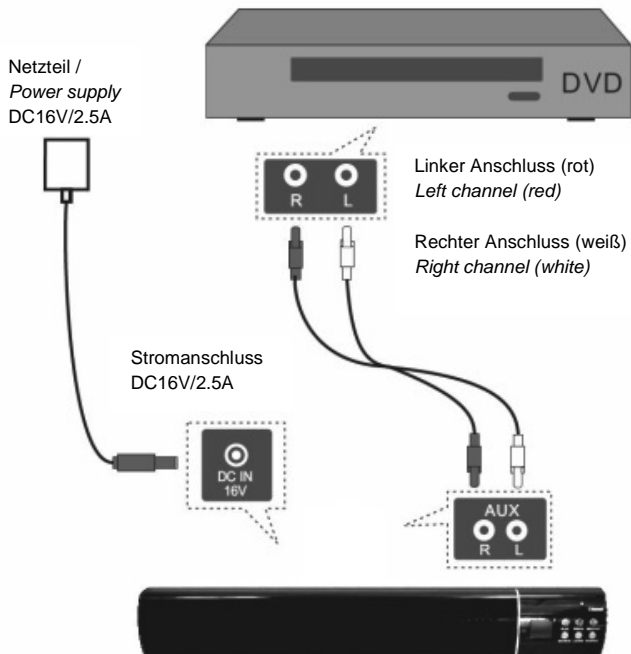 Netzteil /
Power supply
DC16V/2.5A
DVD
R L
Linker Anschluss (rot)
Left channel (red)
Rechter Anschluss (weiß)
Right channel (white)
Stromanschluss
DC16V/2.5A
DC IN
16V
AUX
R L